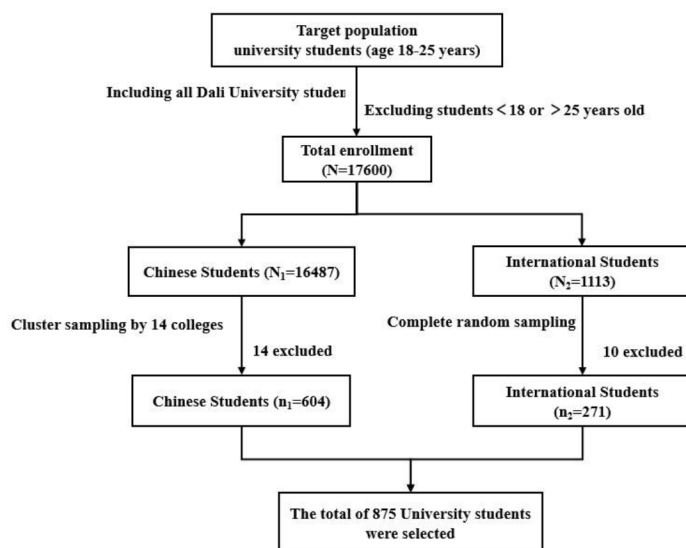 Target population
university students (age 18-25 years)
Including all Dali University studen
Excluding students < 18 or > 25 years old
Total enrollment
(N=17600)
Chinese Students (N₁=16487)
International Students
(N₂=1113)
Cluster sampling by 14 colleges
Complete random sampling
14 excluded
10 excluded
Chinese Students (n₁=604)
International Students
(n₂=271)
The total of 875 University students
were selected